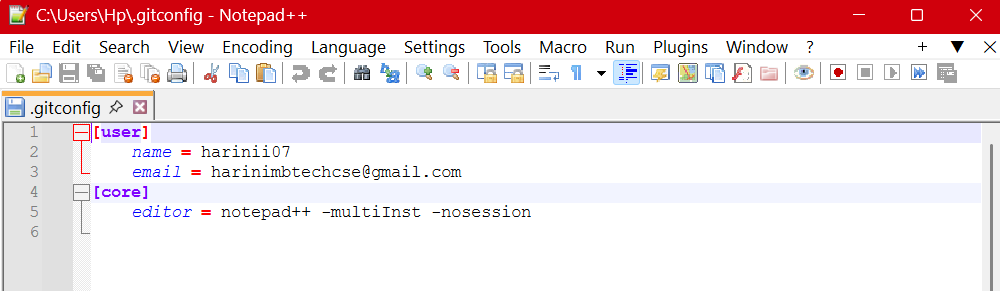 C:\Users\Hp\.gitconfig - Notepad++
File Edit Search View Encoding Language Settings Tools Macro Run Plugins Window ? + ▼ X
.gitconfig
1 [user]
2 name = harinii07
3 email = harinimbtechcse@gmail.com
4 [core]
5 editor = notepad++ -multiInst -nosession
6